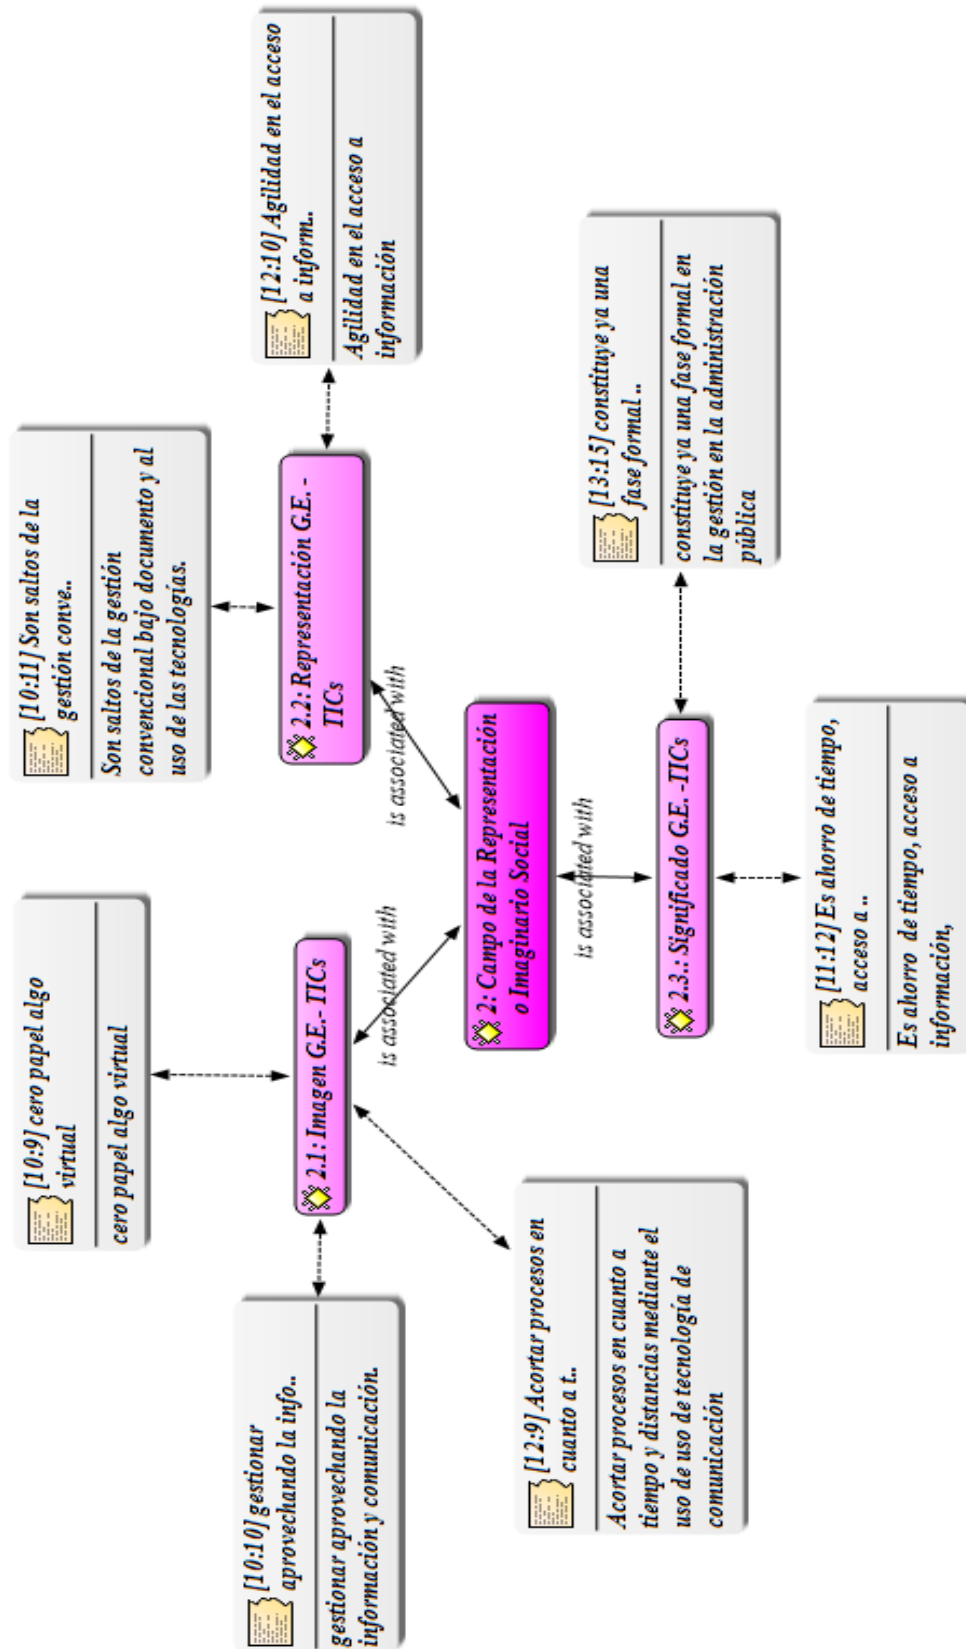 [10:9] cero papel algo
virtual
cero papel algo virtual
[10:11] Son saltos de la
gestión conve..
Son saltos de la gestión
convencional bajo documento y al
uso de las tecnologías.
[10:10] gestionar
aprovechando la info..
gestionar aprovechando la
información y comunicación.
[12:10] Agilidad en el acceso
a inform..
Agilidad en el acceso a
información
2.1: Imagen G.E.- TICs
2.2: Representación G.E. -
TICs
is associated with
is associated with
2: Campo de la Representación
o Imaginario Social
[12:9] Acortar procesos en
cuanto a t..
Acortar procesos en cuanto a
tiempo y distancias mediante el
uso de uso de tecnología de
comunicación
is associated with
[13:15] constituye ya una
fase formal ..
constituye ya una fase formal en
la gestión en la administración
pública
2.3.: Significado G.E. -TICs
[11:12] Es ahorro de tiempo,
acceso a ..
Es ahorro de tiempo, acceso a
información,